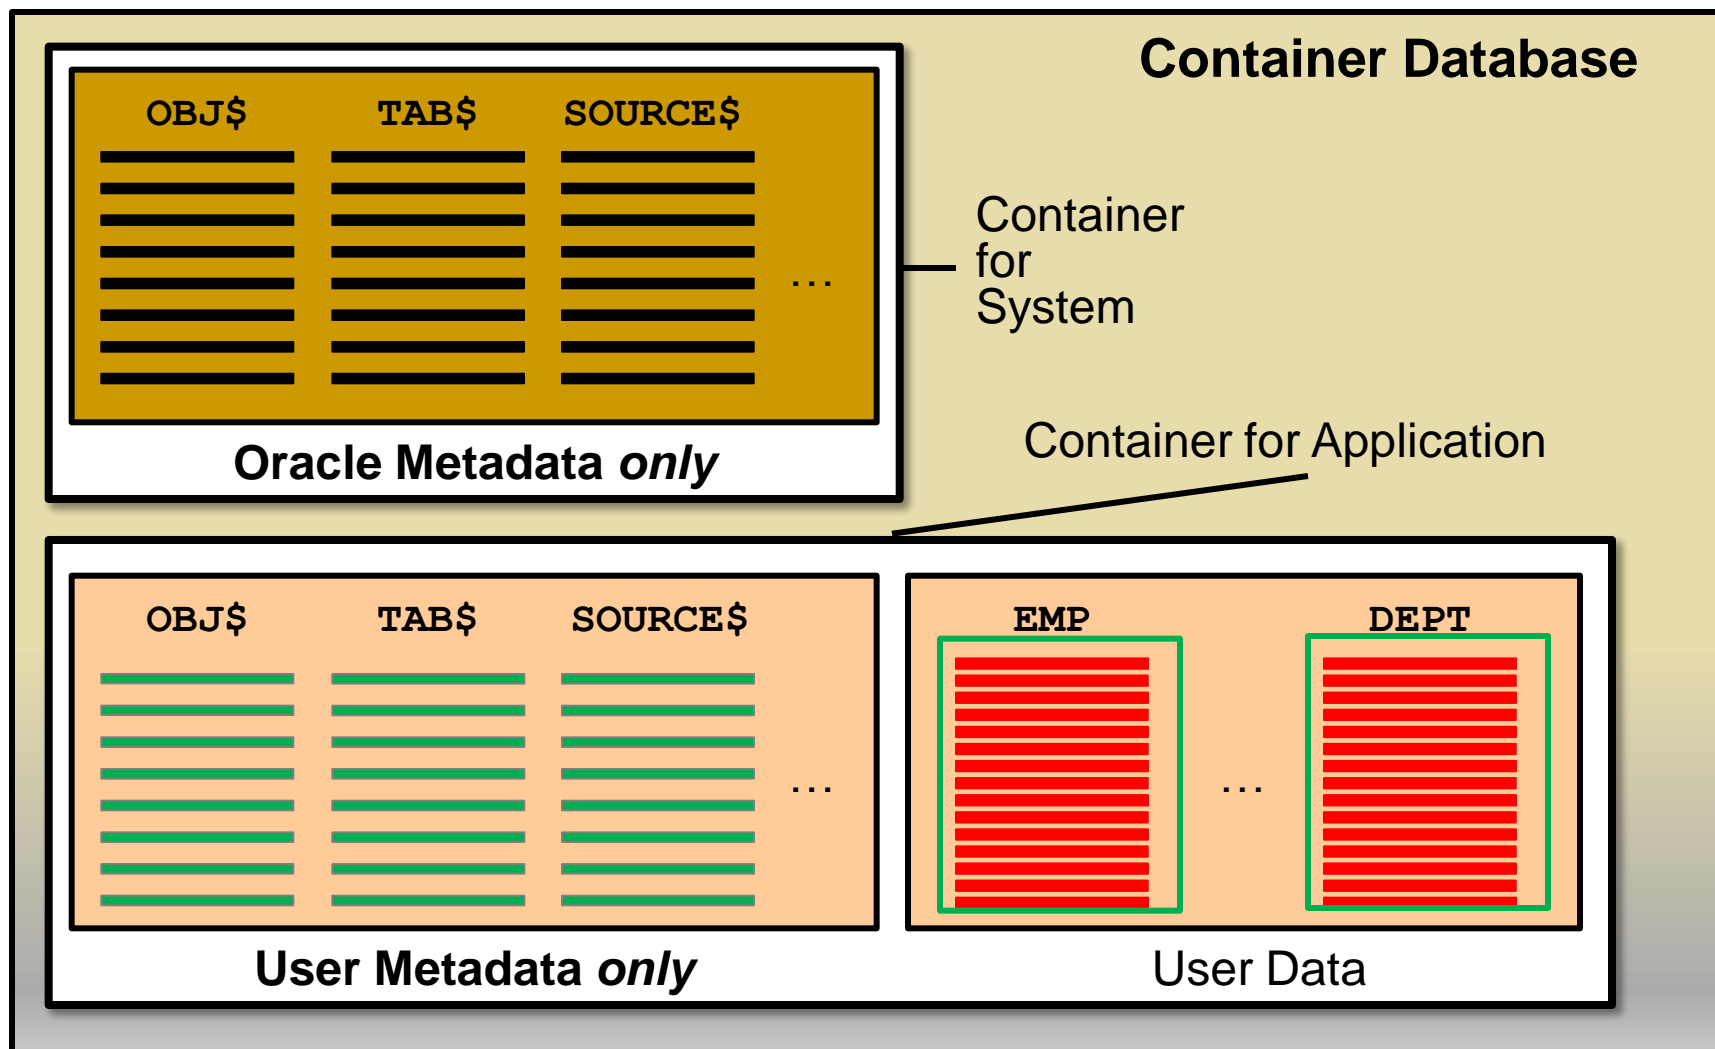 Container Database
OBJ$ TAB$ SOURCE$
...
Container
for
System
Oracle Metadata only
Container for Application
OBJ$ TAB$ SOURCE$
...
User Metadata only
EMP DEPT
...
User Data